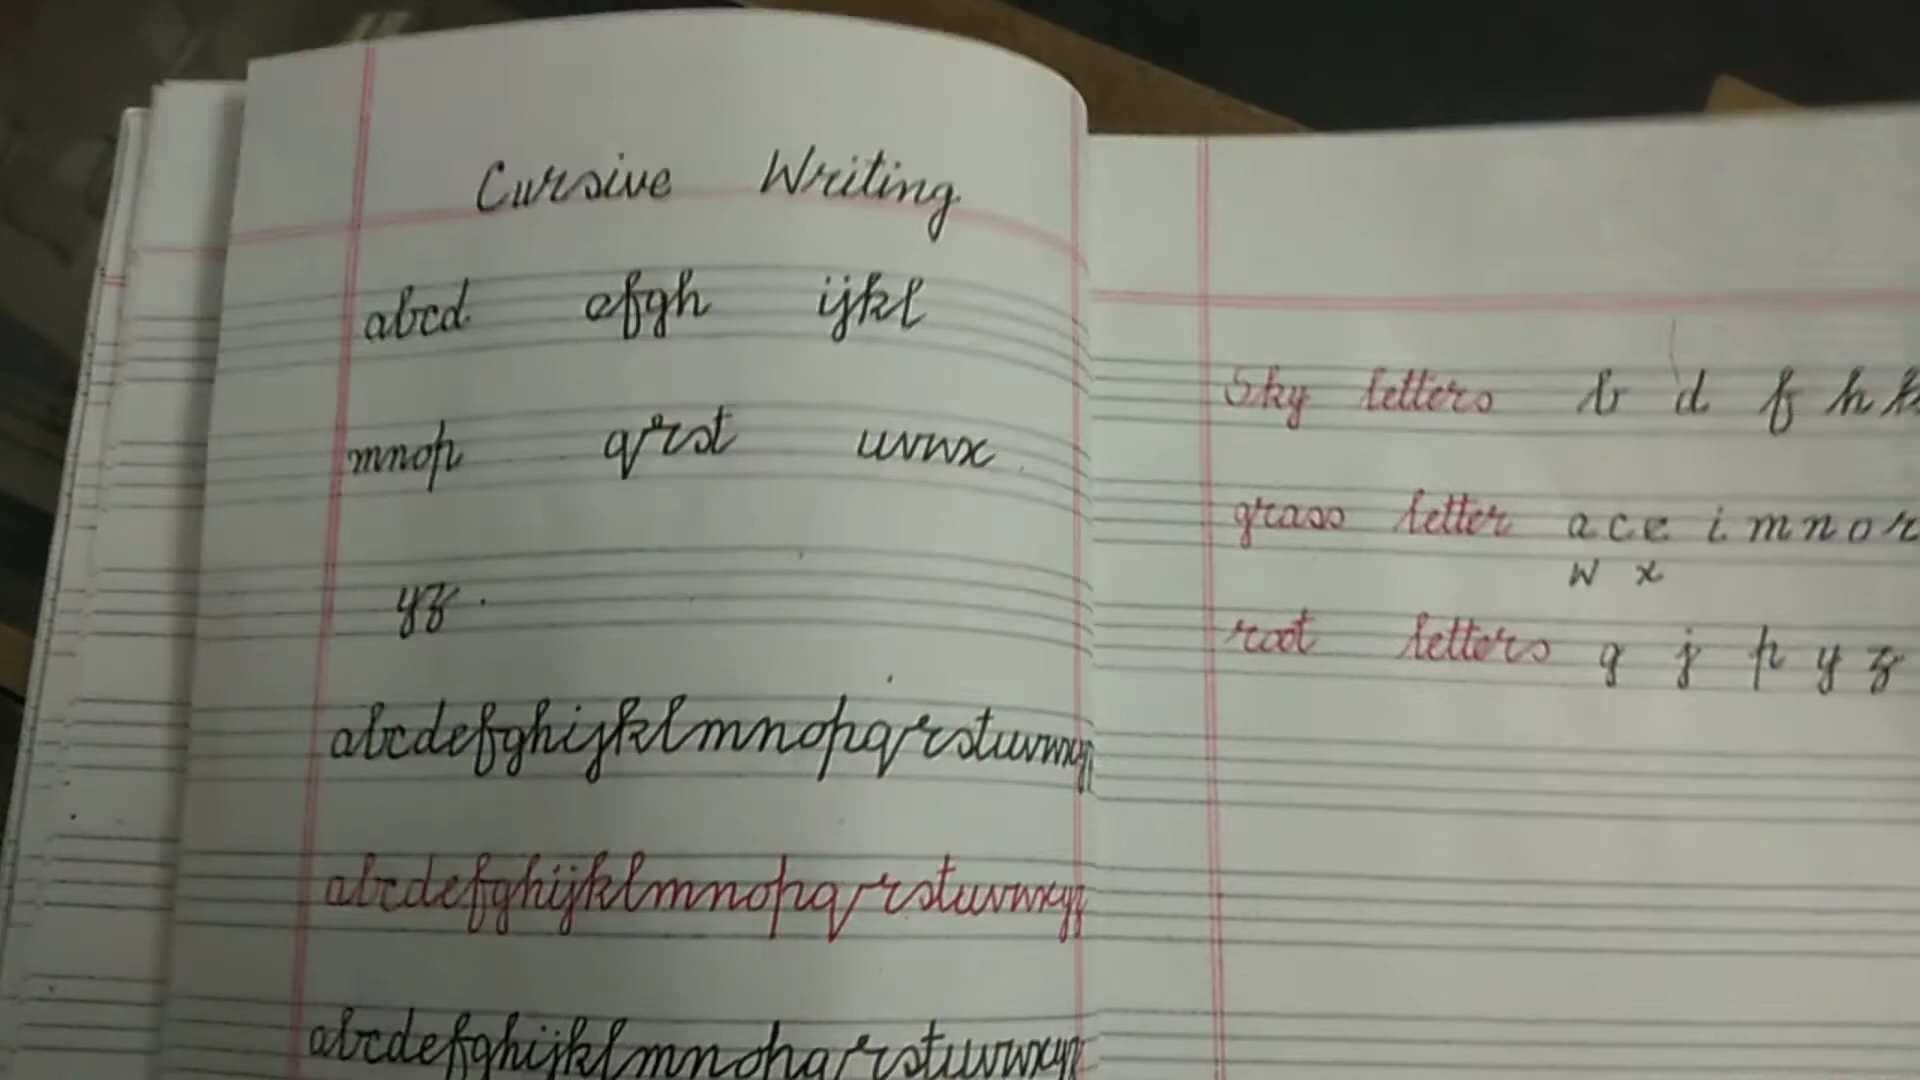 Cursive Writing
abcd efgh ijkl
mnop qrst uvwx
yz.
abcdefghijklmnopqrstuvwxyz
abcdefghijklmnopqrstuvwxyz
abcdefghijklmnopqrstuvwxyz
Sky letters b d f h k
grass letter a c e i m n o r
w x
root letters g j p y z